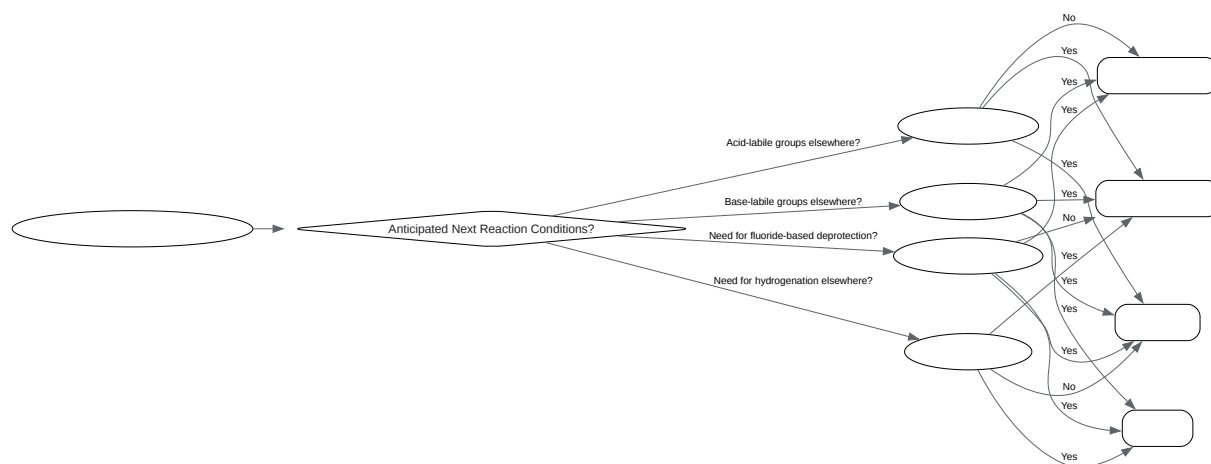 No
Yes
Yes
Yes
Acid-labile groups elsewhere?
Yes
Yes
Base-labile groups elsewhere?
No
Anticipated Next Reaction Conditions?
Need for fluoride-based deprotection?
Yes
Need for hydrogenation elsewhere?
Yes
Yes
Yes
No
Yes
Yes